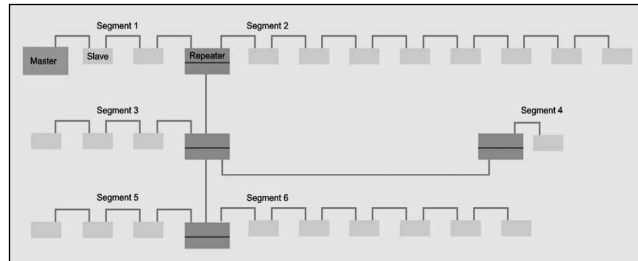 Segment 1
Segment 2
Master
Slave
Repeater
Segment 3
Segment 4
Segment 5
Segment 6